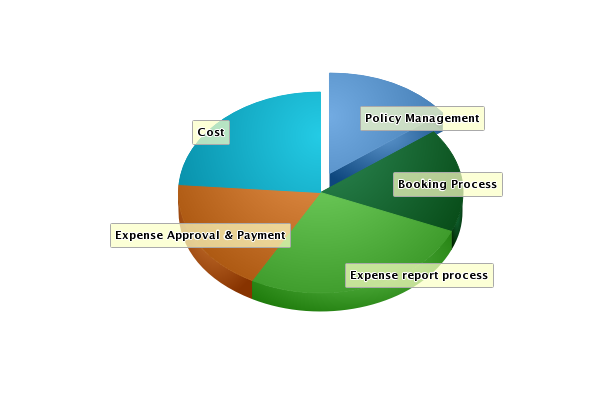 Policy Management
Cost
Booking Process
Expense Approval & Payment
Expense report process